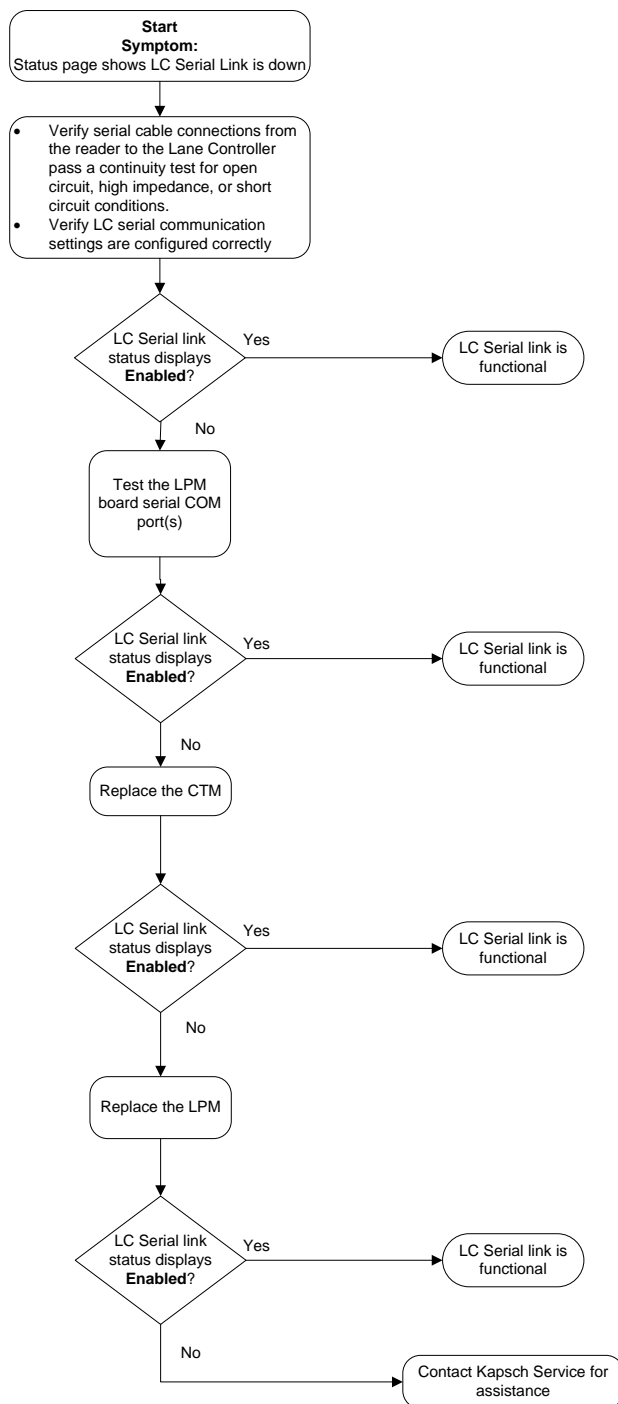 Start
Symptom:
Status page shows LC Serial Link is down
• Verify serial cable connections from
the reader to the Lane Controller
pass a continuity test for open
circuit, high impedance, or short
circuit conditions.
• Verify LC serial communication
settings are configured correctly
LC Serial link
status displays
Enabled?
Yes
LC Serial link is
functional
No
Test the LPM
board serial COM
port(s)
LC Serial link
status displays
Enabled?
Yes
LC Serial link is
functional
No
Replace the CTM
LC Serial link
status displays
Enabled?
Yes
LC Serial link is
functional
No
Replace the LPM
LC Serial link
status displays
Enabled?
Yes
LC Serial link is
functional
No
Contact Kapsch Service for
assistance